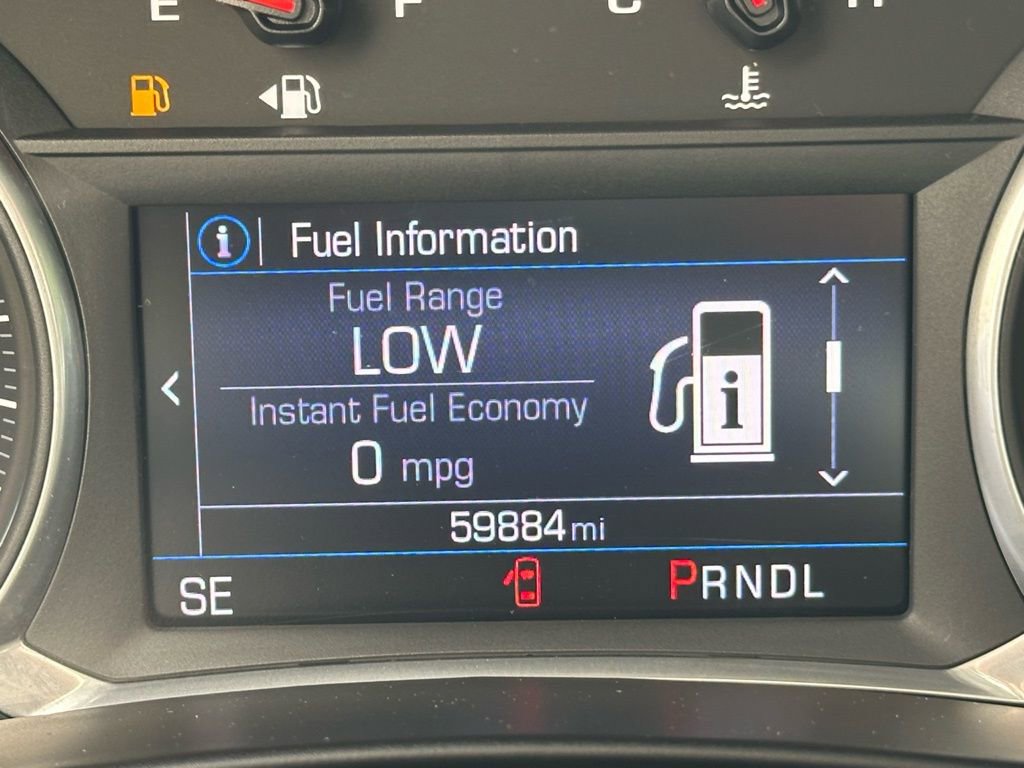 E F C H
i Fuel Information
Fuel Range
LOW
Instant Fuel Economy
0 mpg
i
59884 mi
SE PRNDL